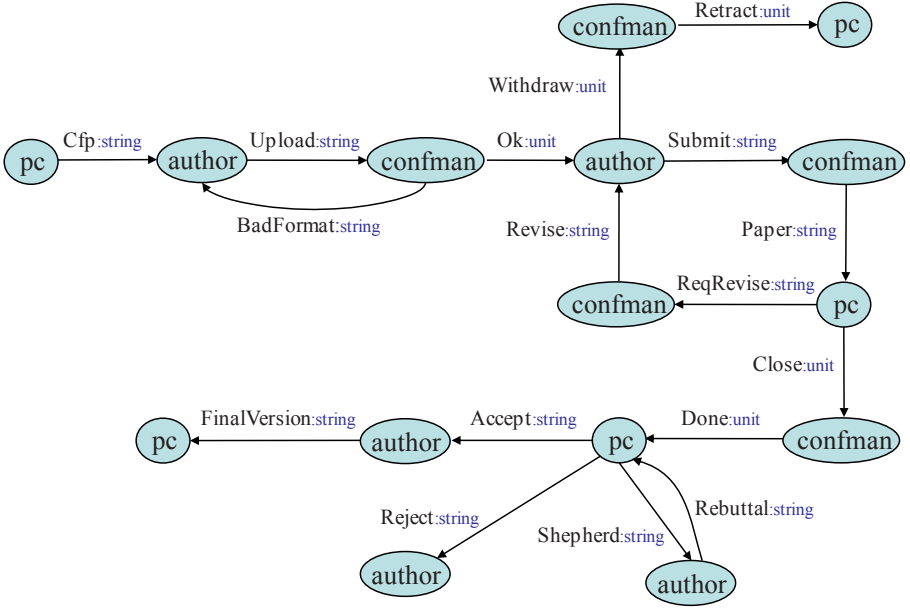 Retract:unit
confman
pc
Withdraw:unit
Cfp:string
Upload:string
Ok:unit
Submit:string
pc
author
confman
author
confman
BadFormat:string
Revise:string
Paper:string
ReqRevise:string
confman
pc
Close:unit
FinalVersion:string
Accept:string
Done:unit
pc
author
pc
confman
Reject:string
Shepherd:string
Rebuttal:string
author
author